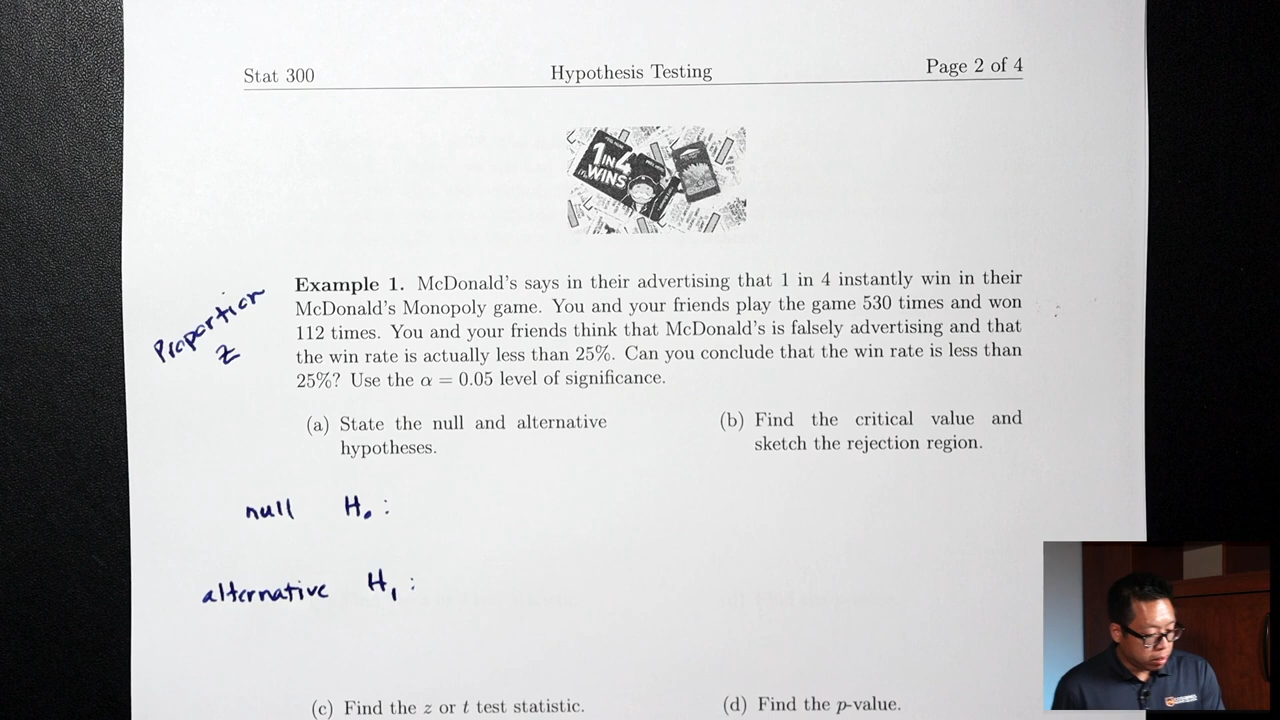 Stat 300 Hypothesis Testing Page 2 of 4
1 IN 4
WINS
Proportion
z
Example 1. McDonald's says in their advertising that 1 in 4 instantly win in their
McDonald's Monopoly game. You and your friends play the game 530 times and won
112 times. You and your friends think that McDonald's is falsely advertising and that
the win rate is actually less than 25%. Can you conclude that the win rate is less than
25%? Use the α = 0.05 level of significance.
(a) State the null and alternative
hypotheses.
(b) Find the critical value and
sketch the rejection region.
null H₀ :
alternative H₁ :
(c) Find the z or t test statistic.
(d) Find the p-value.